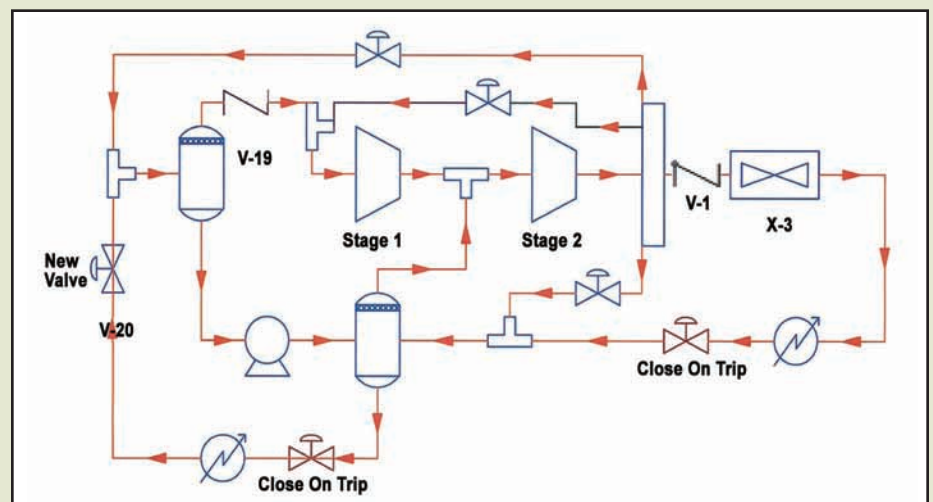 V-19
Stage 1
Stage 2
V-1
X-3
New
Valve
V-20
Close On Trip
Close On Trip